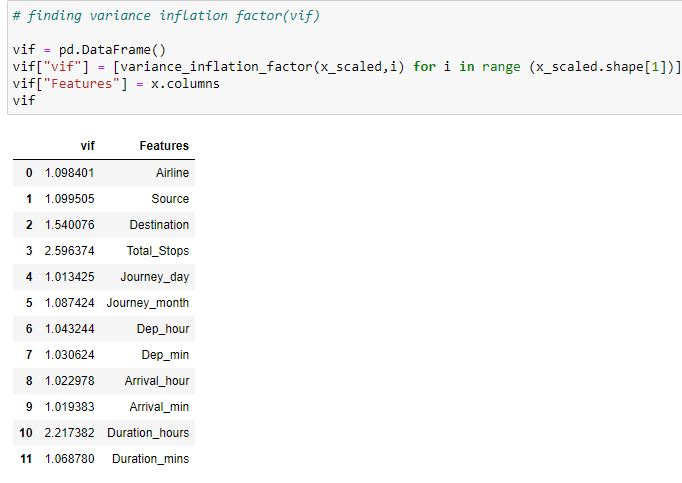 # finding variance inflation factor(vif)
vif = pd.DataFrame()
vif["vif"] = [variance_inflation_factor(x_scaled,i) for i in range (x_scaled.shape[1])]
vif["Features"] = x.columns
vif
vif Features
0 1.098401 Airline
1 1.099505 Source
2 1.540076 Destination
3 2.596374 Total_Stops
4 1.013425 Journey_day
5 1.087424 Journey_month
6 1.043244 Dep_hour
7 1.030624 Dep_min
8 1.022978 Arrival_hour
9 1.019383 Arrival_min
10 2.217382 Duration_hours
11 1.068780 Duration_mins